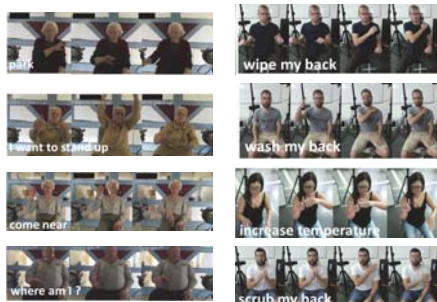 park
I want to stand up
come near
where am I ?
wipe my back
wash my back
increase temperature
scrub my back